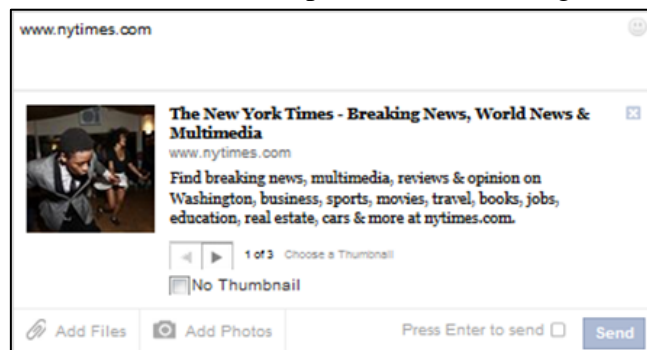 www.nytimes.com
The New York Times - Breaking News, World News &
Multimedia
www.nytimes.com
Find breaking news, multimedia, reviews & opinion on
Washington, business, sports, movies, travel, books, jobs,
education, real estate, cars & more at nytimes.com.
1 of 3 Choose a Thumbnail
No Thumbnail
Add Files Add Photos Press Enter to send Send